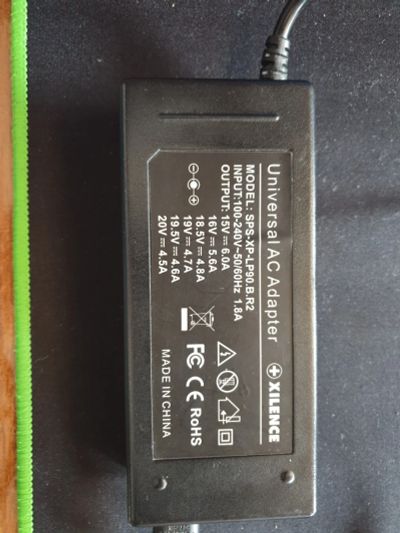 Universal AC Adapter
XILENCE
MODEL: SPS-XP-LP90.B.R2
INPUT:100-240V~50/60Hz 1.8A
OUTPUT:15V⎓6.0A
16V⎓5.6A
18.5V⎓4.8A
19V⎓4.7A
19.5V⎓4.6A
20V⎓4.5A
FC CE RoHS
MADE IN CHINA